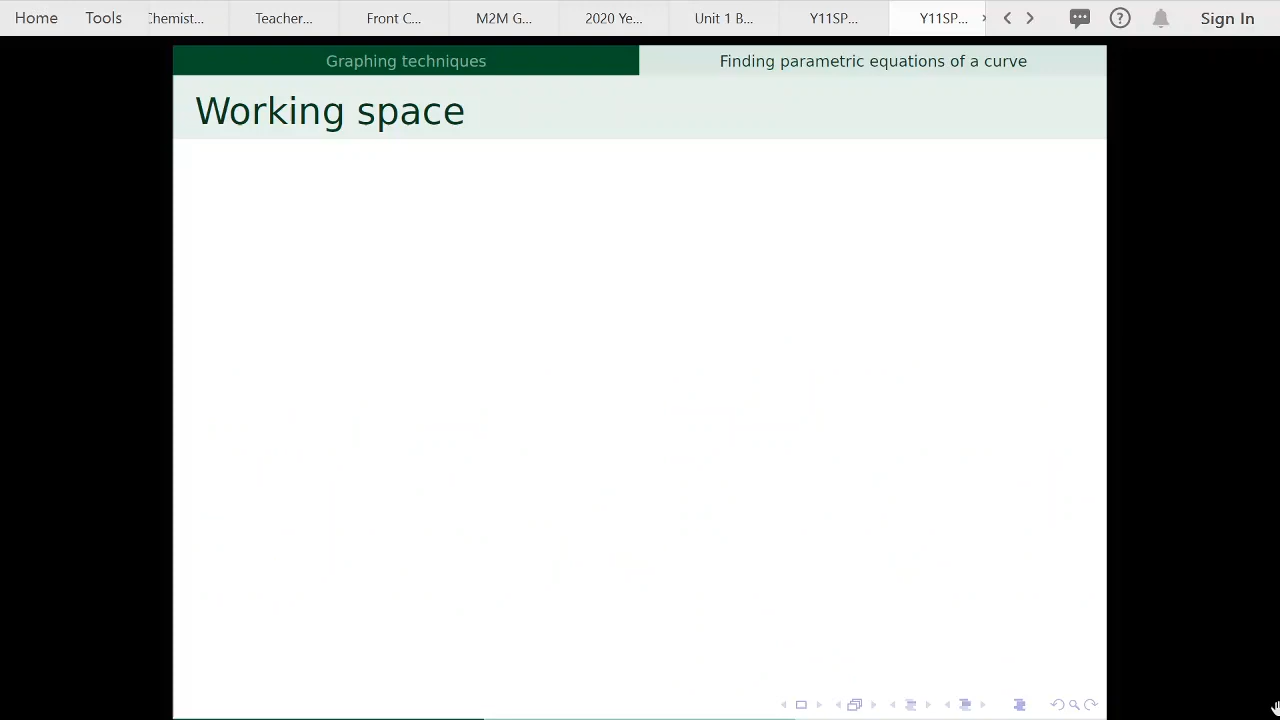 Home Tools Chemist... Teacher... Front C... M2M G... 2020 Ye... Unit 1 B... Y11SP... Y11SP... Sign In
Graphing techniques Finding parametric equations of a curve
Working space